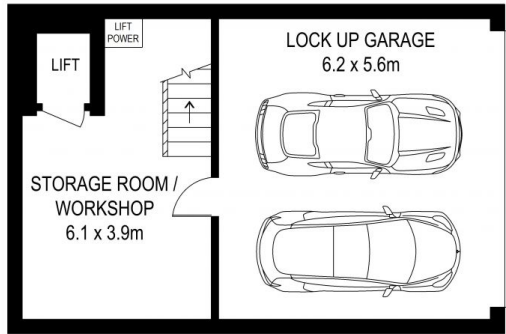 LIFT
POWER
LIFT
LOCK UP GARAGE
6.2 x 5.6m
STORAGE ROOM /
WORKSHOP
6.1 x 3.9m